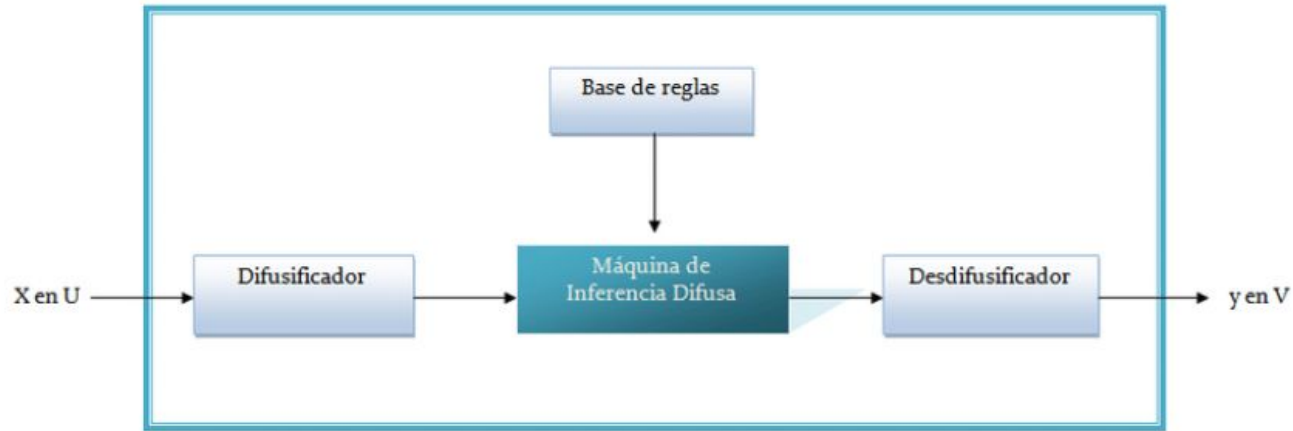 Base de reglas
X en U
Difusificador
Máquina de
Inferencia Difusa
Desdifusificador
y en V